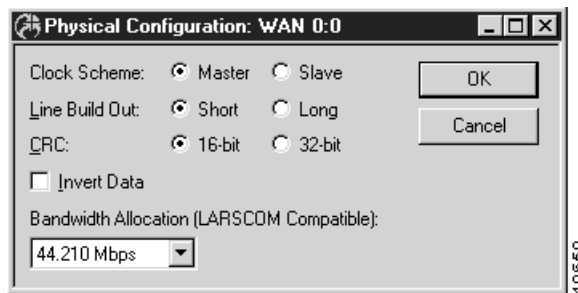 Physical Configuration: WAN 0:0
Clock Scheme: Master Slave OK
Line Build Out: Short Long Cancel
CRC: 16-bit 32-bit
Invert Data
Bandwidth Allocation (LARSCOM Compatible):
44.210 Mbps